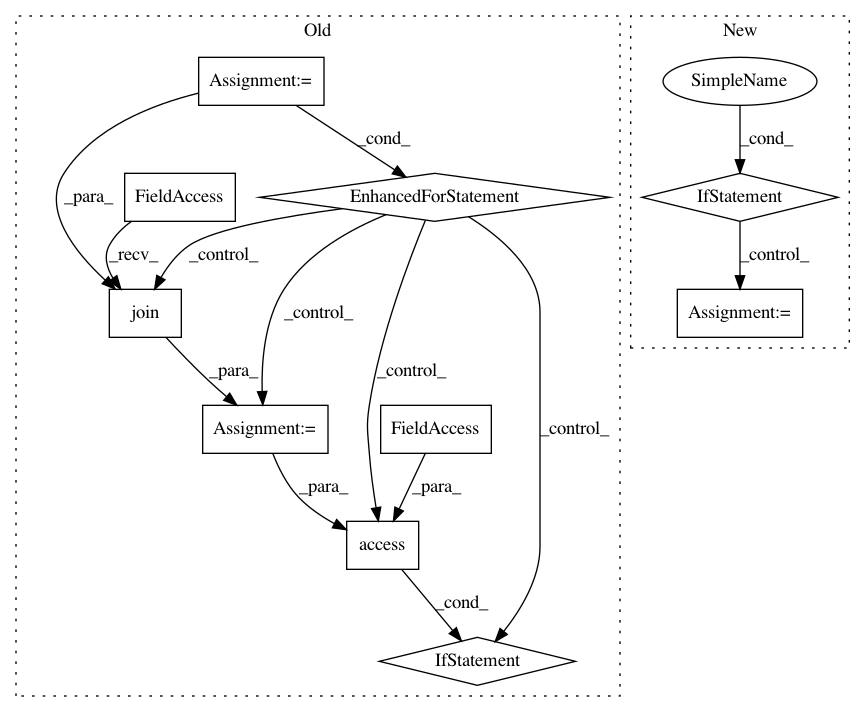 Old
New
Assignment:=
SimpleName
_cond_
_cond_
_para_
FieldAccess
EnhancedForStatement
IfStatement
_recv_
_control_
_control_
join
_control_
Assignment:=
_para_
_control_
Assignment:=
FieldAccess
_control_
_para_
_para_
access
_cond_
IfStatement